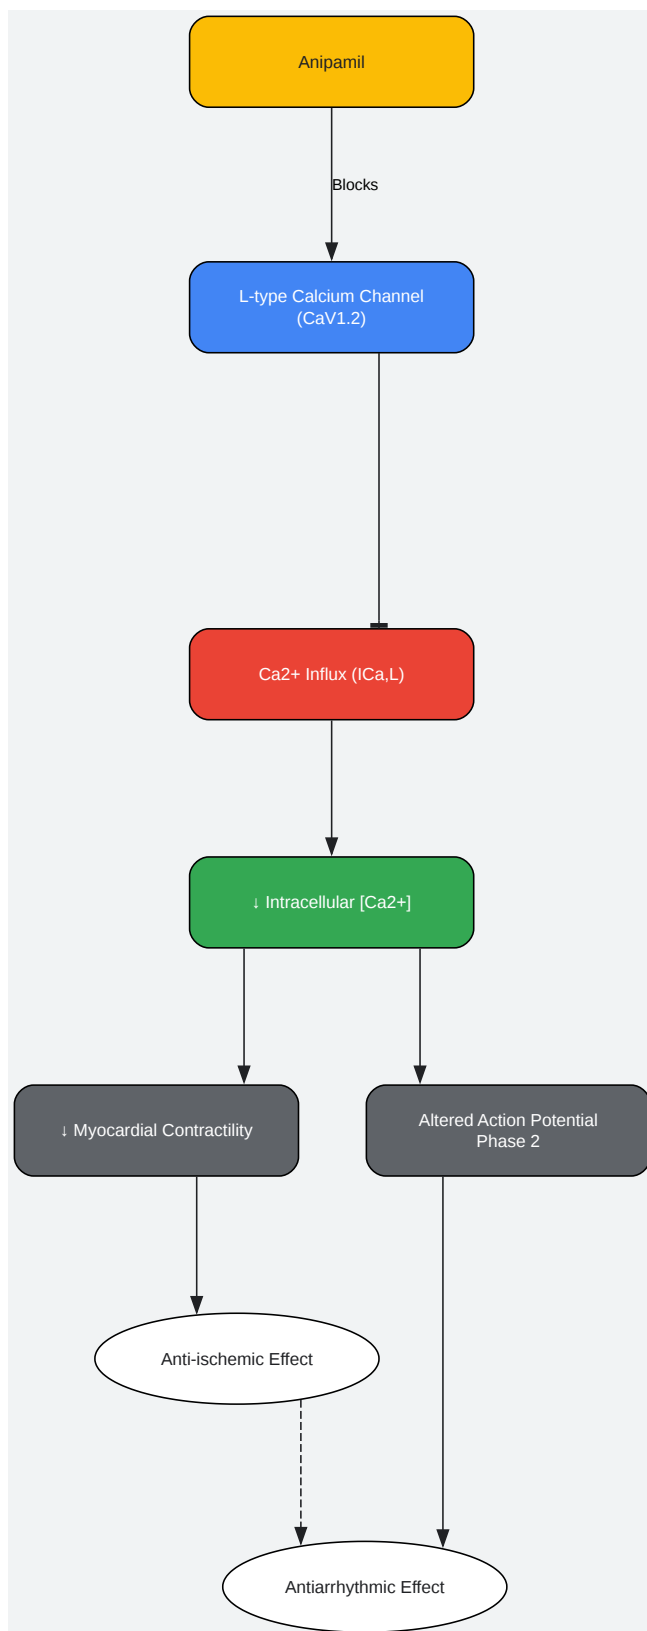 Anipamil
Blocks
L-type Calcium Channel
(CaV1.2)
Ca2+ Influx (ICa,L)
↓ Intracellular [Ca2+]
↓ Myocardial Contractility
Altered Action Potential
Phase 2
Anti-ischemic Effect
Antiarrhythmic Effect